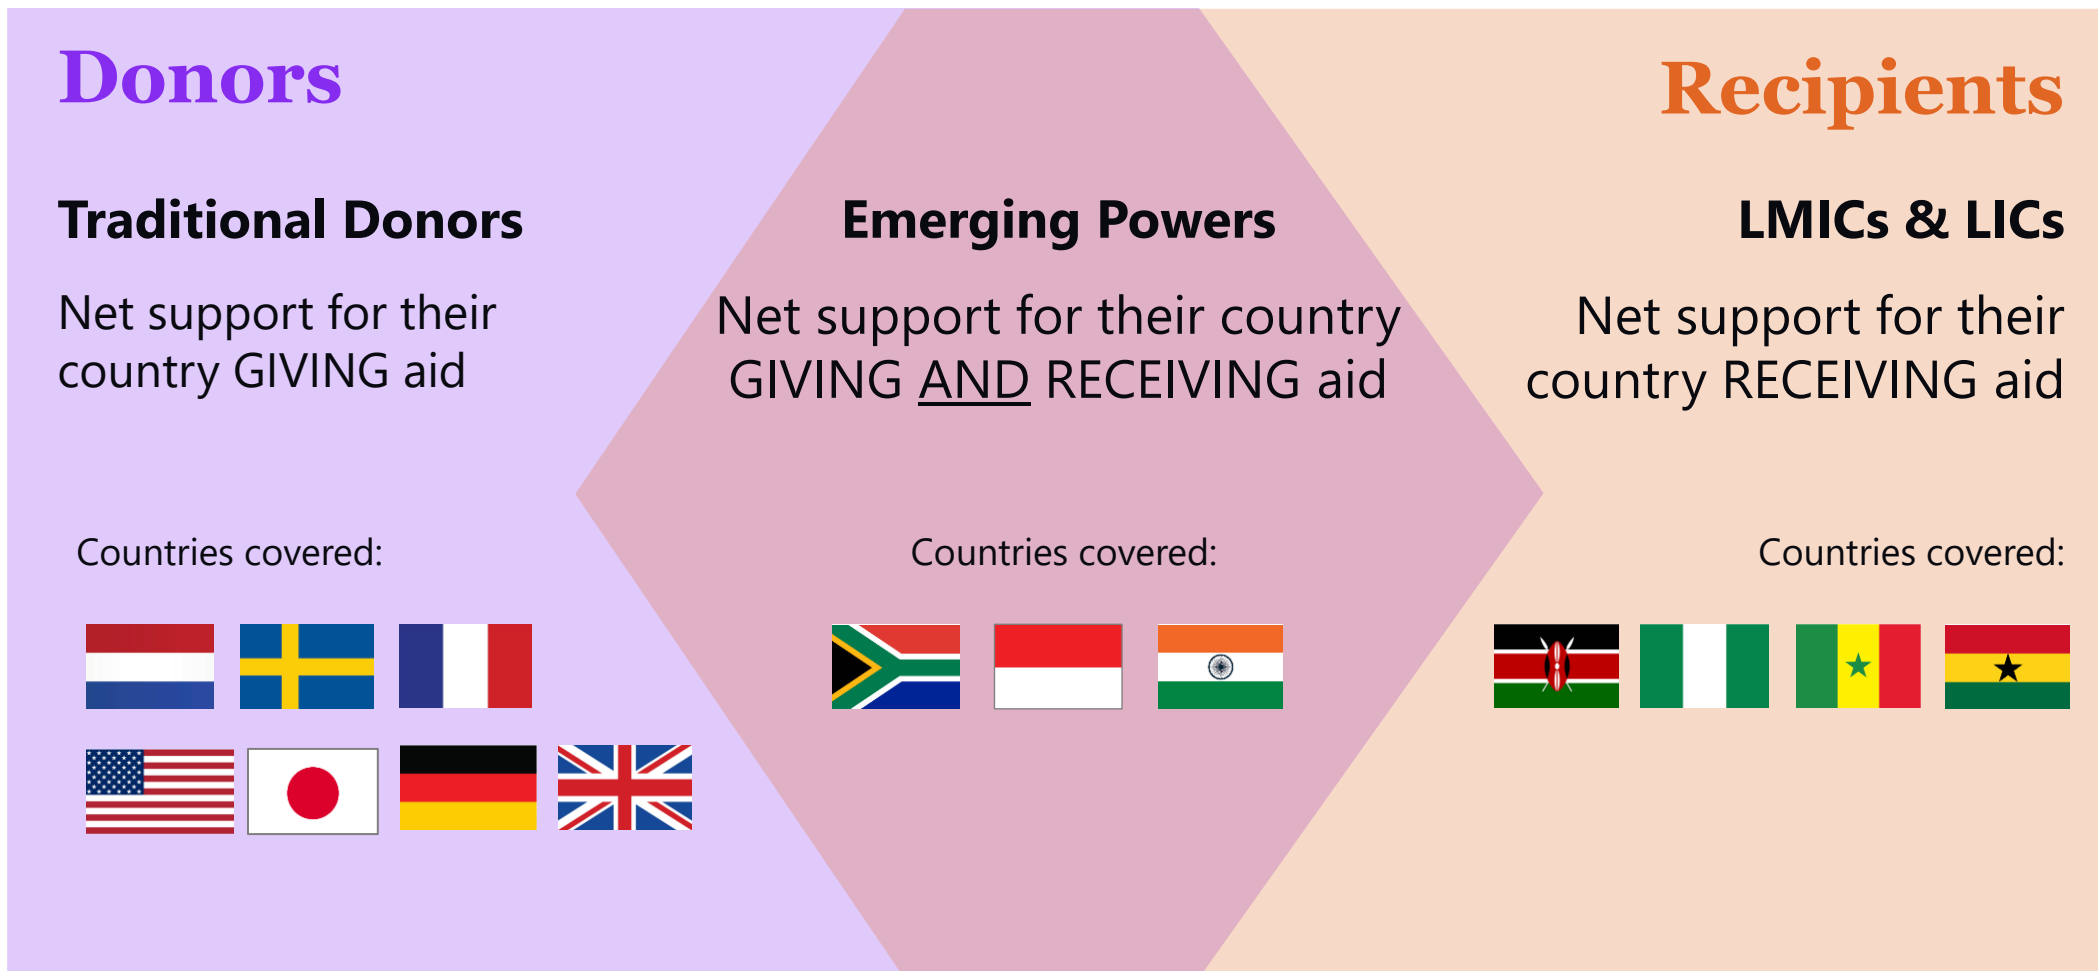 Donors
Traditional Donors
Net support for their
country GIVING aid
Countries covered:
Emerging Powers
Net support for their country
GIVING AND RECEIVING aid
Countries covered:
Recipients
LMICs & LICs
Net support for their
country RECEIVING aid
Countries covered: